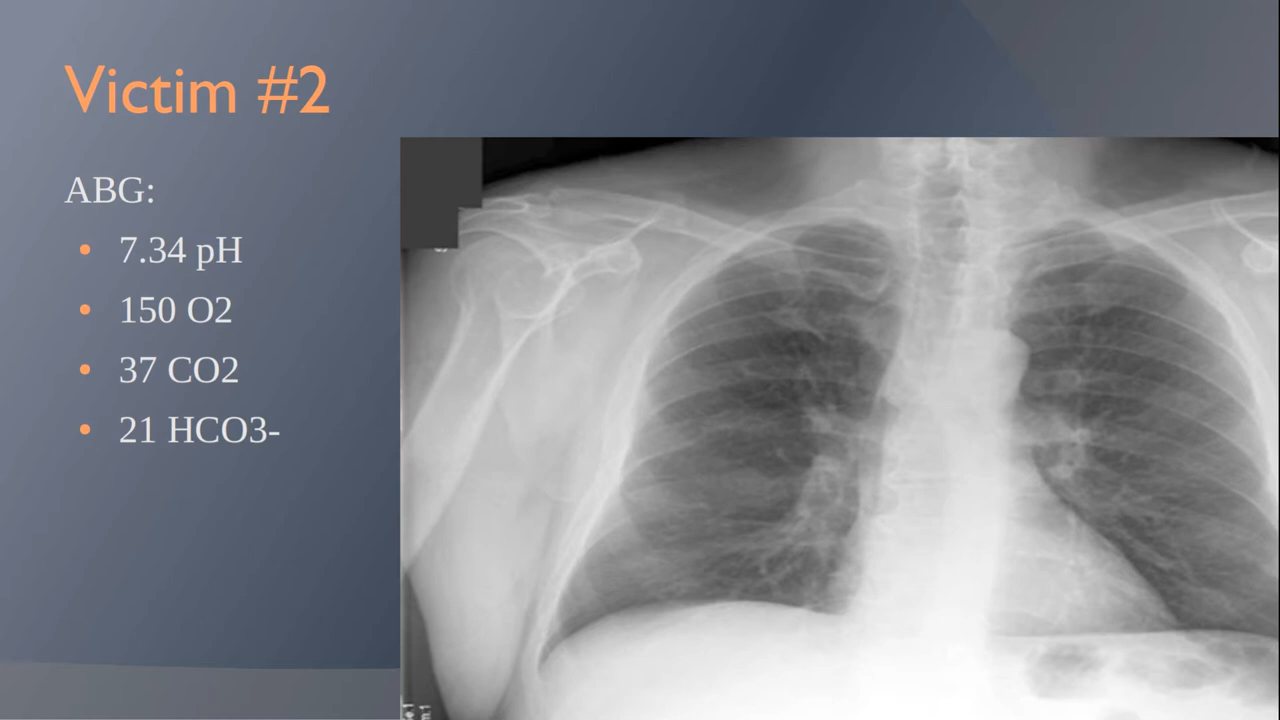 Victim #2
ABG:
• 7.34 pH
• 150 O2
• 37 CO2
• 21 HCO3-